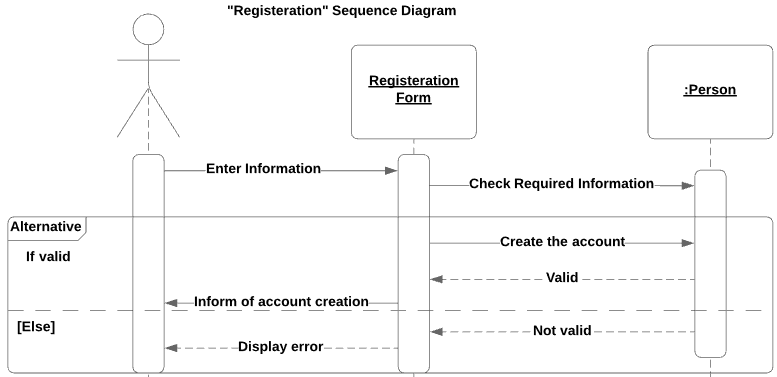 "Registeration" Sequence Diagram
Registeration
Form
:Person
Enter Information
Check Required Information
Alternative
Create the account
If valid
Valid
Inform of account creation
[Else]
Not valid
Display error